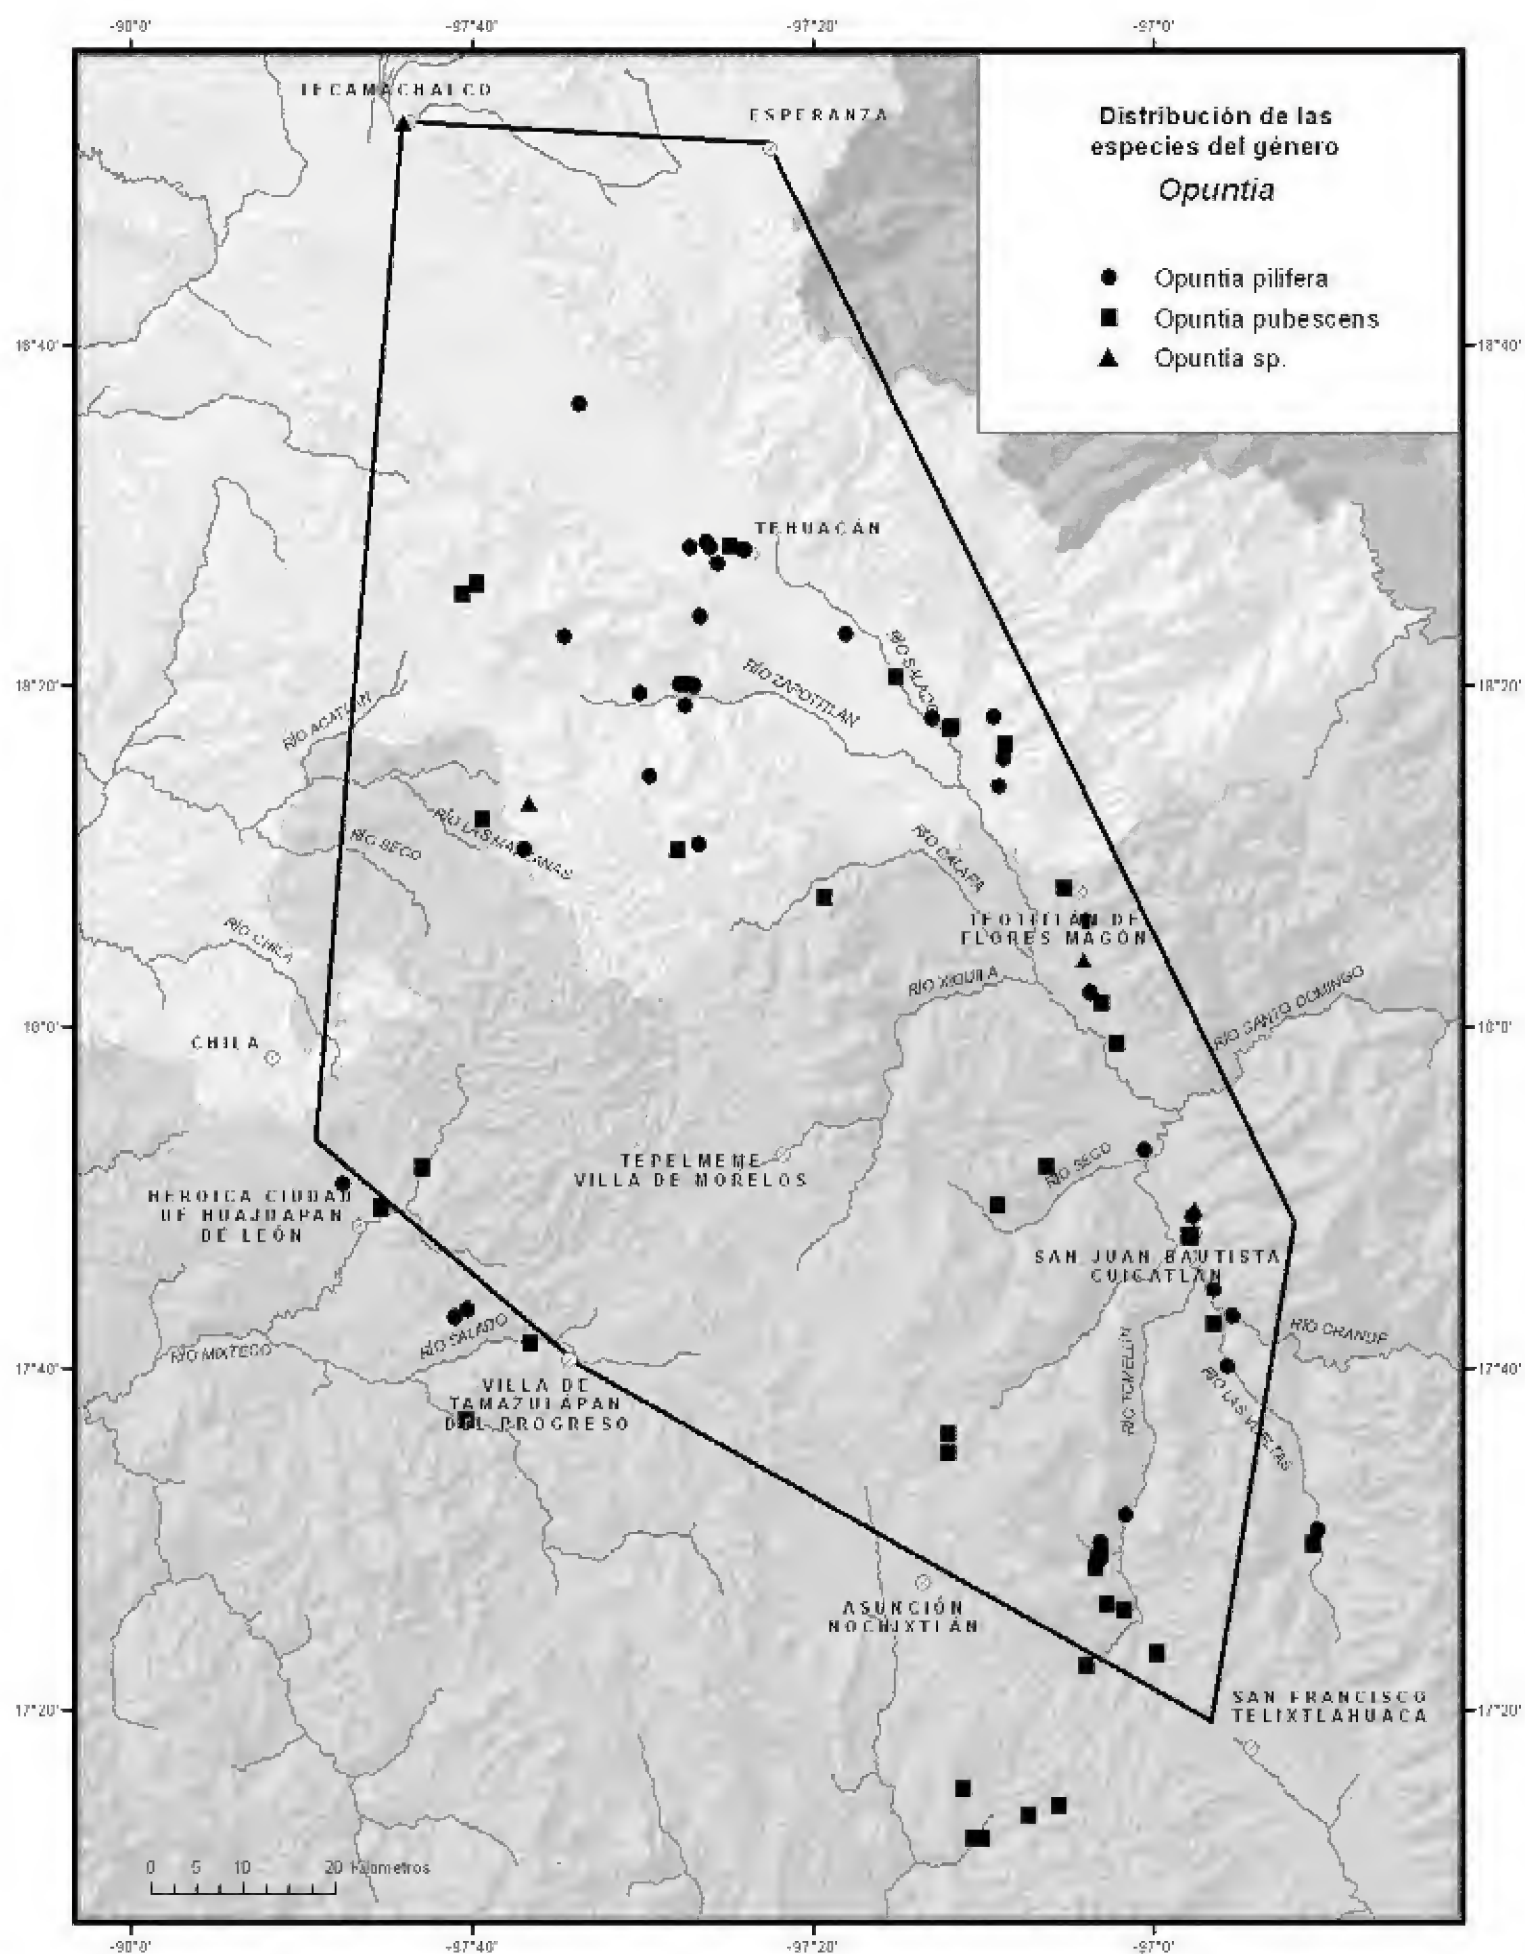 -90°0'
-97°40'
-97°20'
-97°0'
TECAMACHALCO
ESPERANZA
Distribución de las
especies del género
Opuntia
Opuntia pilifera
Opuntia pubescens
Opuntia sp.
18°40'
18°40'
TEHUACÁN
RÍO SALADO
RÍO ZAPOTITLÁN
18°20'
18°20'
RÍO ACATLÁN
RÍO LAS MANZANAS
RÍO SECO
RÍO CALAPA
RÍO CHILA
TEOTITLÁN DE
FLORES MAGÓN
RÍO XIQUILA
RÍO SANTO DOMINGO
18°0'
18°0'
CHILA
TEPELMEME
VILLA DE MORELOS
RÍO SECO
HEROICA CIUDAD
DE HUAJUAPAN
DE LEÓN
SAN JUAN BAUTISTA
CUICATLÁN
RÍO SALADO
RÍO MIXTECO
RÍO GRANDE
17°40'
17°40'
RÍO TOMELLÍN
RÍO LAS VUELTAS
VILLA DE
TAMAZULÁPAN
DEL PROGRESO
ASUNCIÓN
NOCHIXTLÁN
17°20'
17°20'
SAN FRANCISCO
TELIXTLAHUACA
0 5 10 20 Kilometros
-90°0'
-97°40'
-97°20'
-97°0'